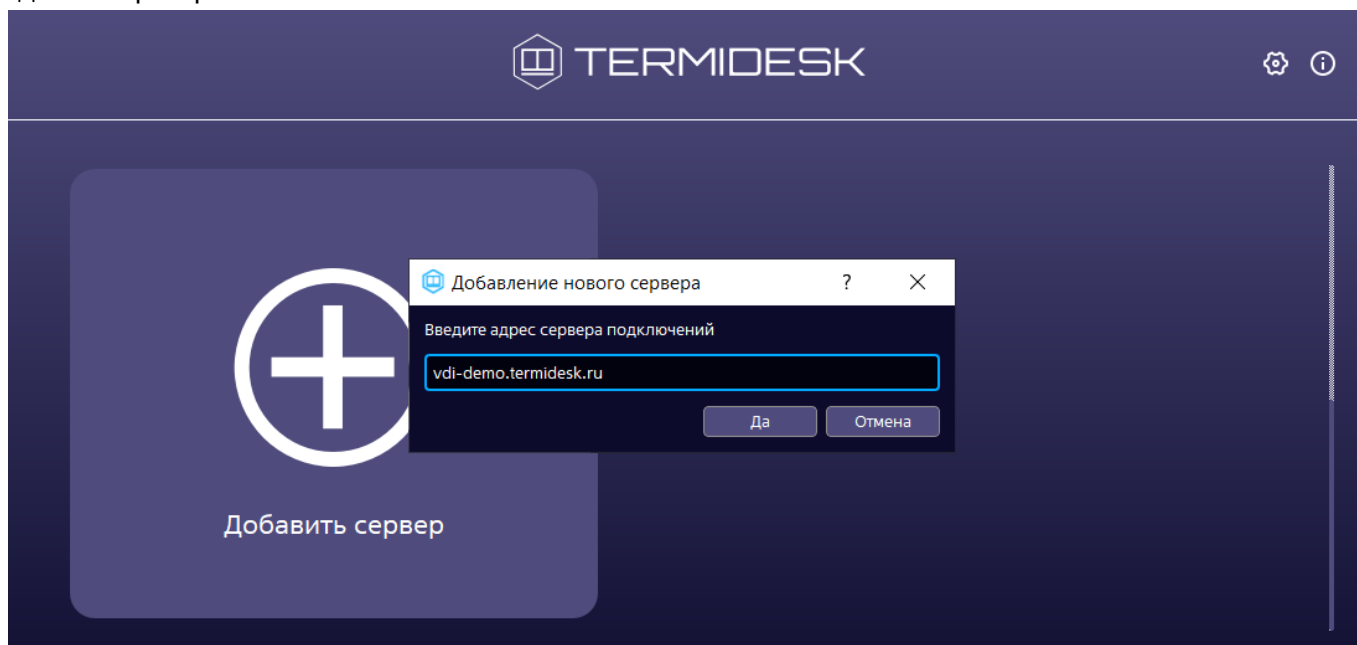 TERMIDESK
Добавление нового сервера
Введите адрес сервера подключений
vdi-demo.termidesk.ru
Да Отмена
Добавить сервер